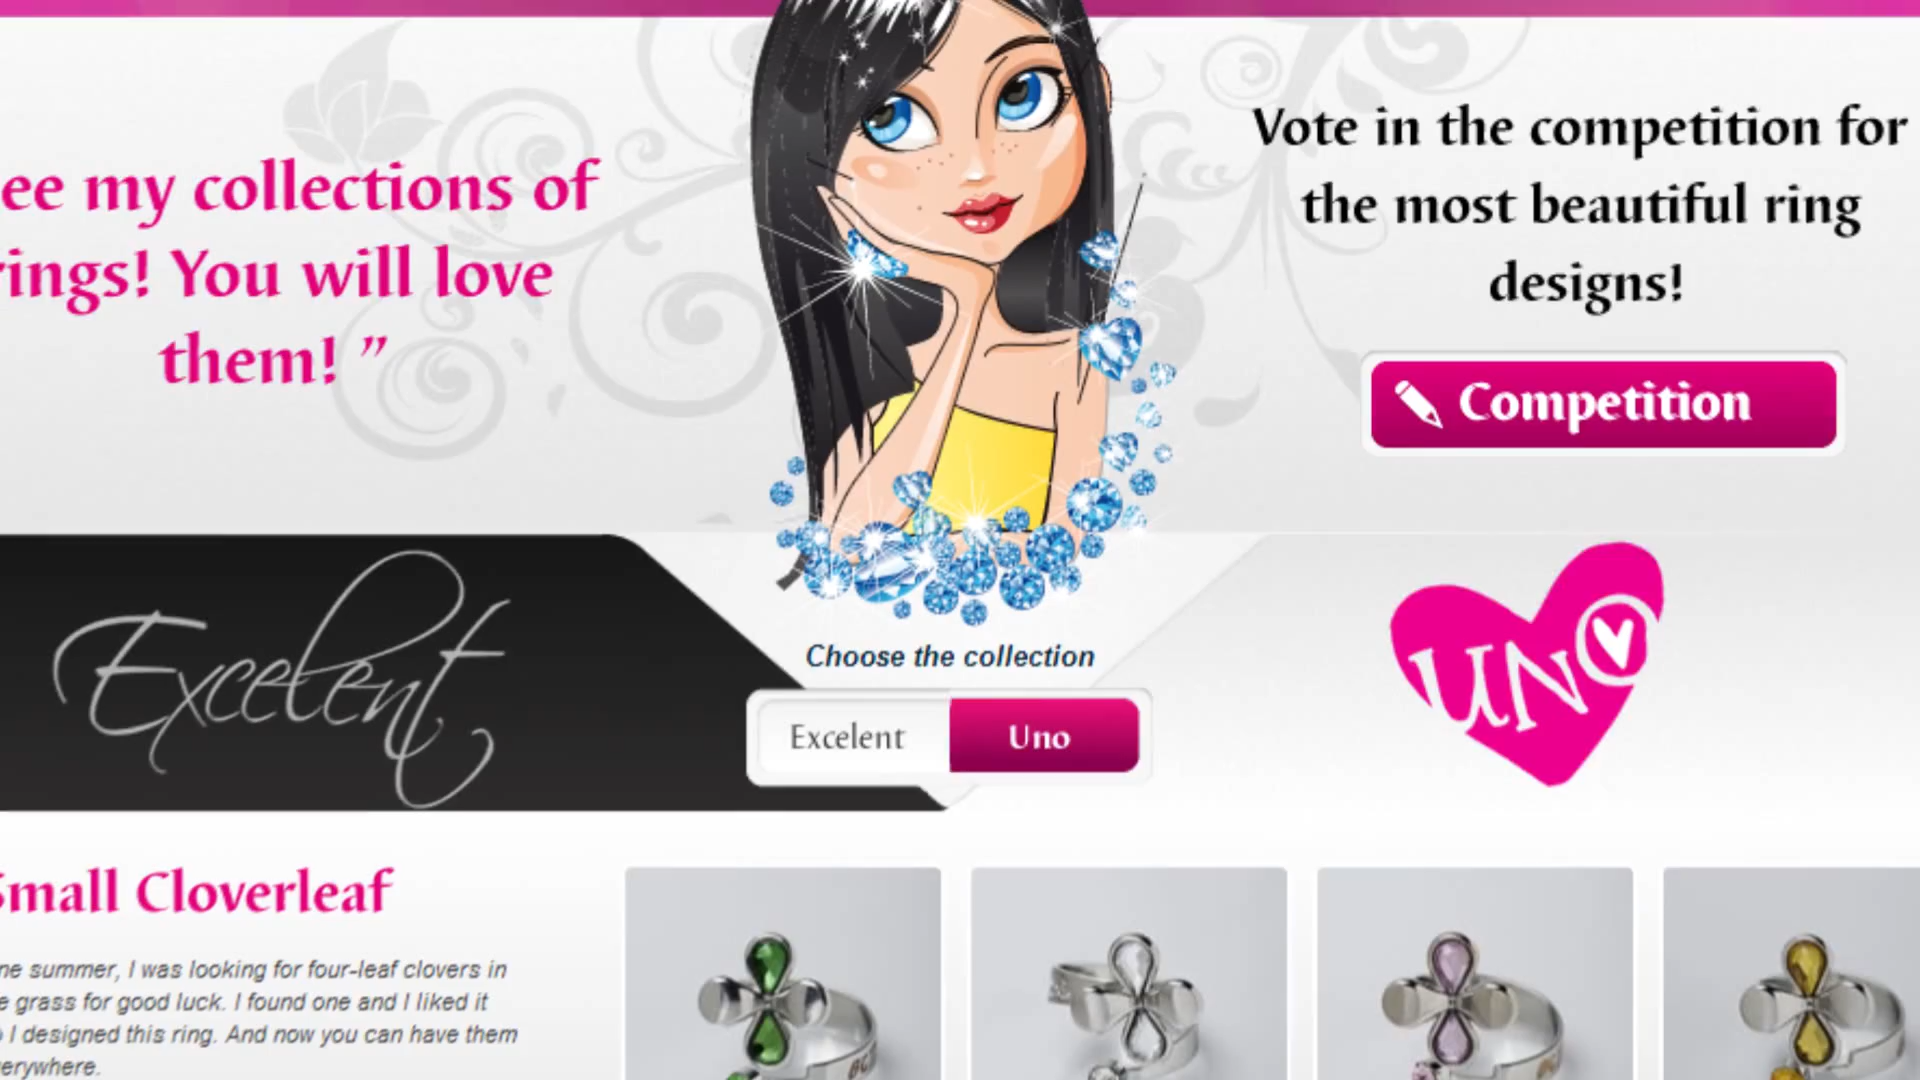 ee my collections of
rings! You will love
them! ”
Vote in the competition for
the most beautiful ring
designs!
Competition
Excelent
UNO
Choose the collection
Excelent Uno
Small Cloverleaf
ne summer, I was looking for four-leaf clovers in
e grass for good luck. I found one and I liked it
o I designed this ring. And now you can have them
erywhere.